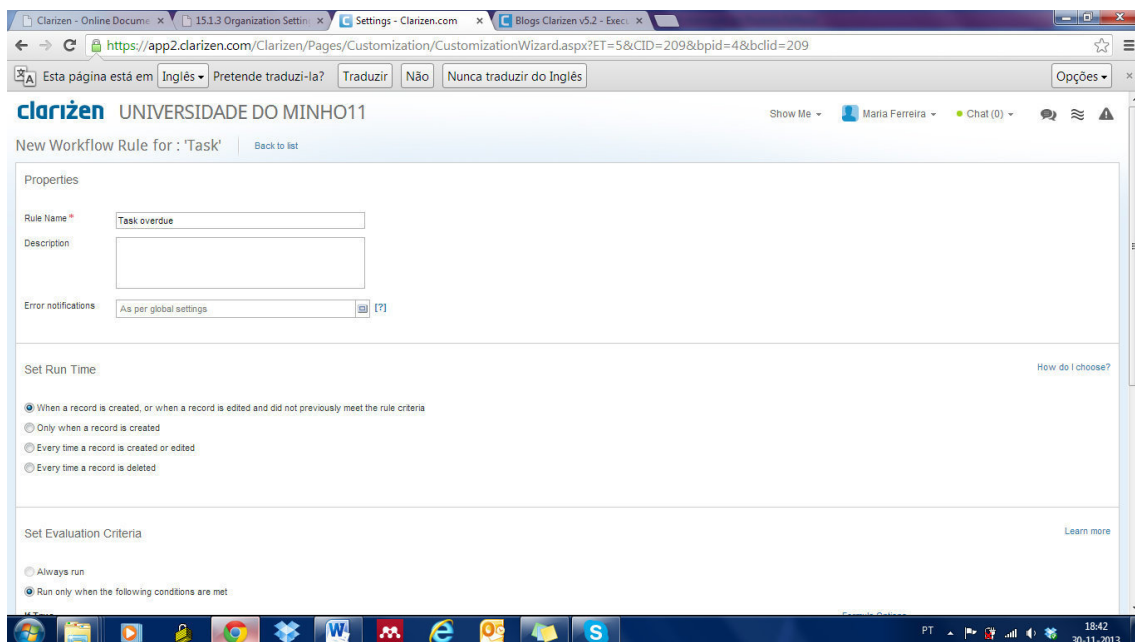 Clarizen - Online Docume
15.1.3 Organization Settin
Settings - Clarizen.com
Blogs Clarizen v5.2 - Exec
https://app2.clarizen.com/Clarizen/Pages/Customization/CustomizationWizard.aspx?ET=5&CID=209&bpid=4&bclid=209
Esta página está em Inglês Pretende traduzi-la? Traduzir Não Nunca traduzir do Inglês Opções
clarizen UNIVERSIDADE DO MINHO11
Show Me Maria Ferreira Chat (0)
New Workflow Rule for : 'Task' Back to list
Properties
Rule Name * Task overdue
Description
Error notifications As per global settings [?]
Set Run Time How do I choose?
When a record is created, or when a record is edited and did not previously meet the rule criteria
Only when a record is created
Every time a record is created or edited
Every time a record is deleted
Set Evaluation Criteria Learn more
Always run
Run only when the following conditions are met
PT 18:42
30-11-2013